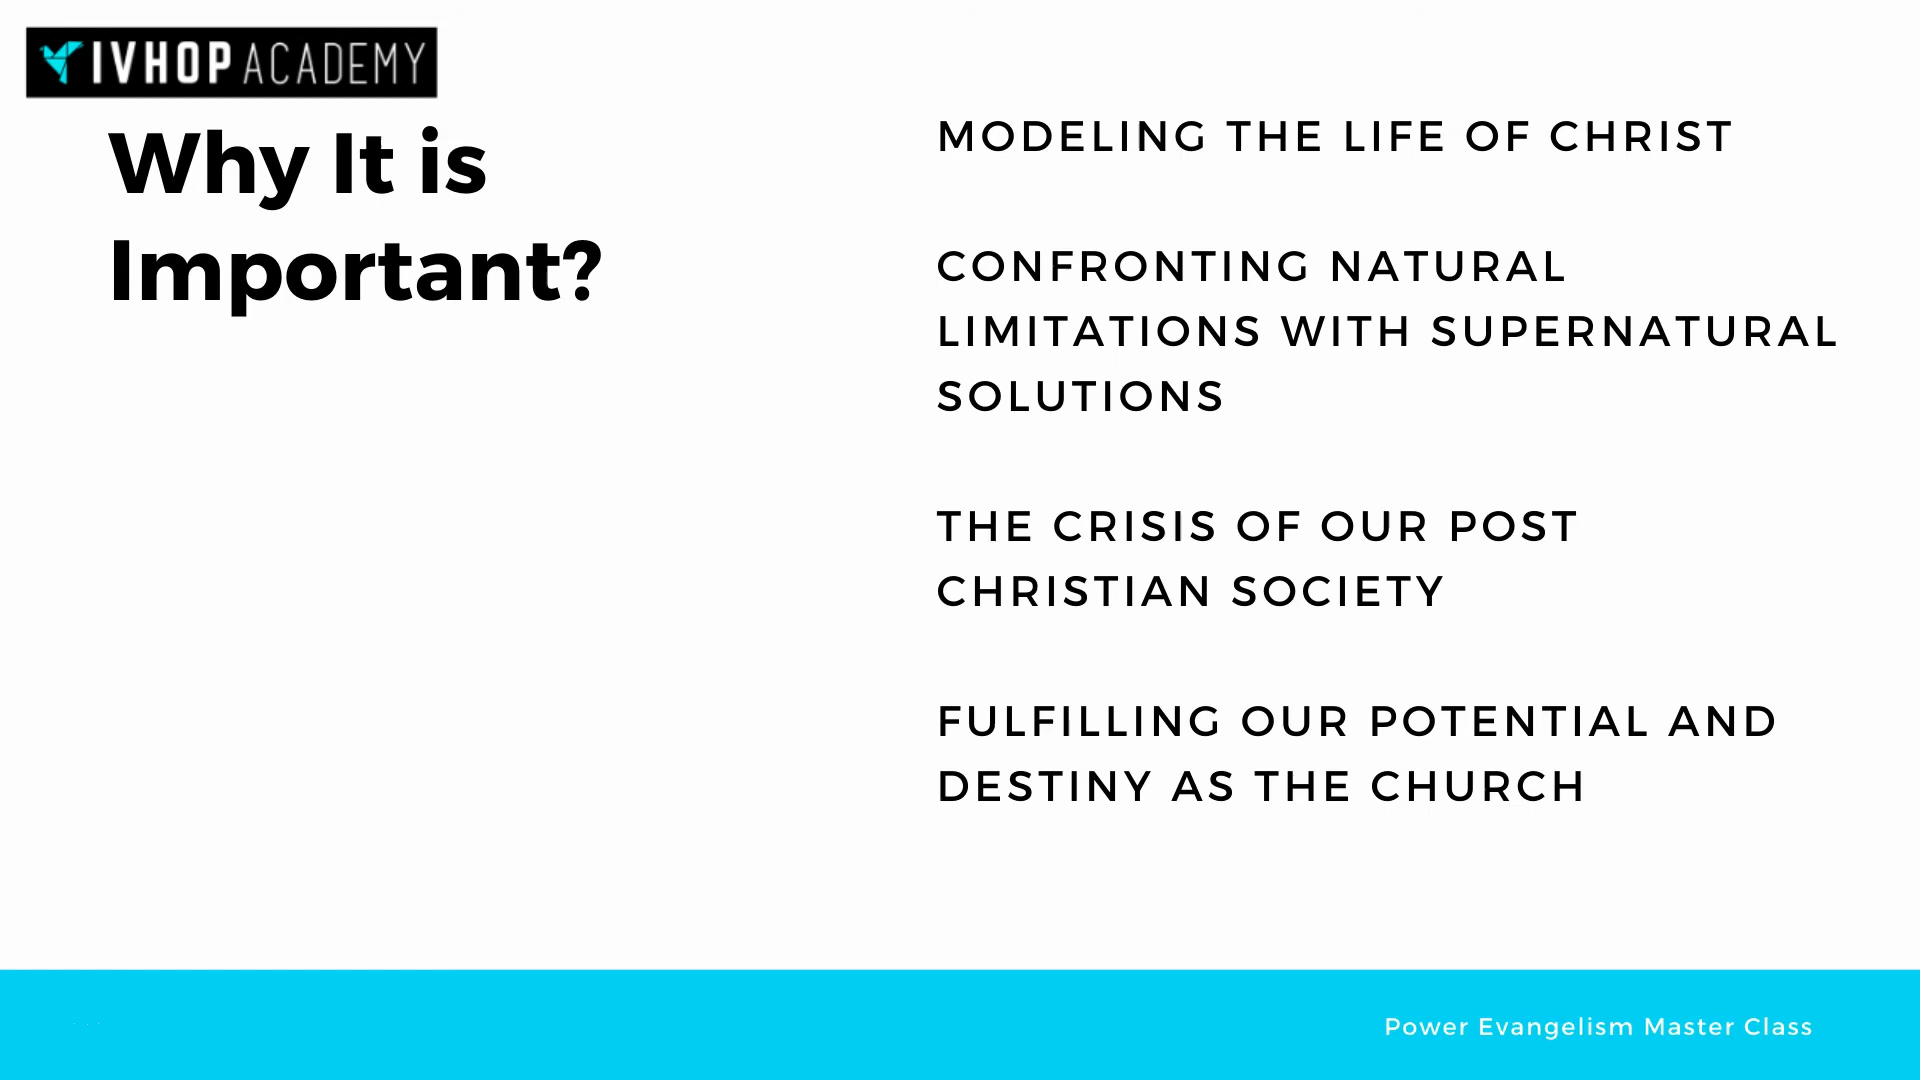 IVHOP ACADEMY
Why It is
Important?
MODELING THE LIFE OF CHRIST
CONFRONTING NATURAL
LIMITATIONS WITH SUPERNATURAL
SOLUTIONS
THE CRISIS OF OUR POST
CHRISTIAN SOCIETY
FULFILLING OUR POTENTIAL AND
DESTINY AS THE CHURCH
Power Evangelism Master Class